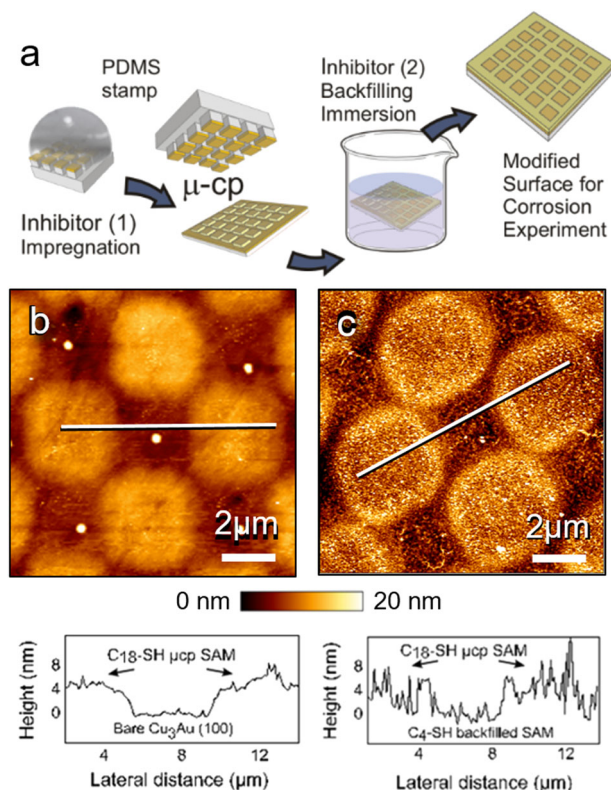 a
PDMS
stamp
Inhibitor (1)
Impregnation
μ-cp
Inhibitor (2)
Backfilling
Immersion
Modified
Surface for
Corrosion
Experiment
b
2μm
c
2μm
0 nm
20 nm
Height (nm)
8
4
0
C18-SH μcp SAM
Bare Cu3Au (100)
4 8 12
Lateral distance (μm)
Height (nm)
8
4
0
C18-SH μcp SAM
C4-SH backfilled SAM
4 8 12
Lateral distance (μm)